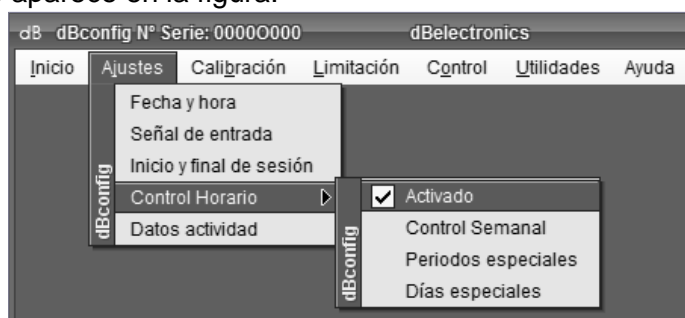 aparece en la figura.
dB dBconfig Nº Serie: 0000O000 dBelectronics
Inicio Ajustes Calibración Limitación Control Utilidades Ayuda
Fecha y hora
Señal de entrada
Inicio y final de sesión
Control Horario
Datos actividad
dBconfig
Activado
Control Semanal
Periodos especiales
Días especiales
dBconfig